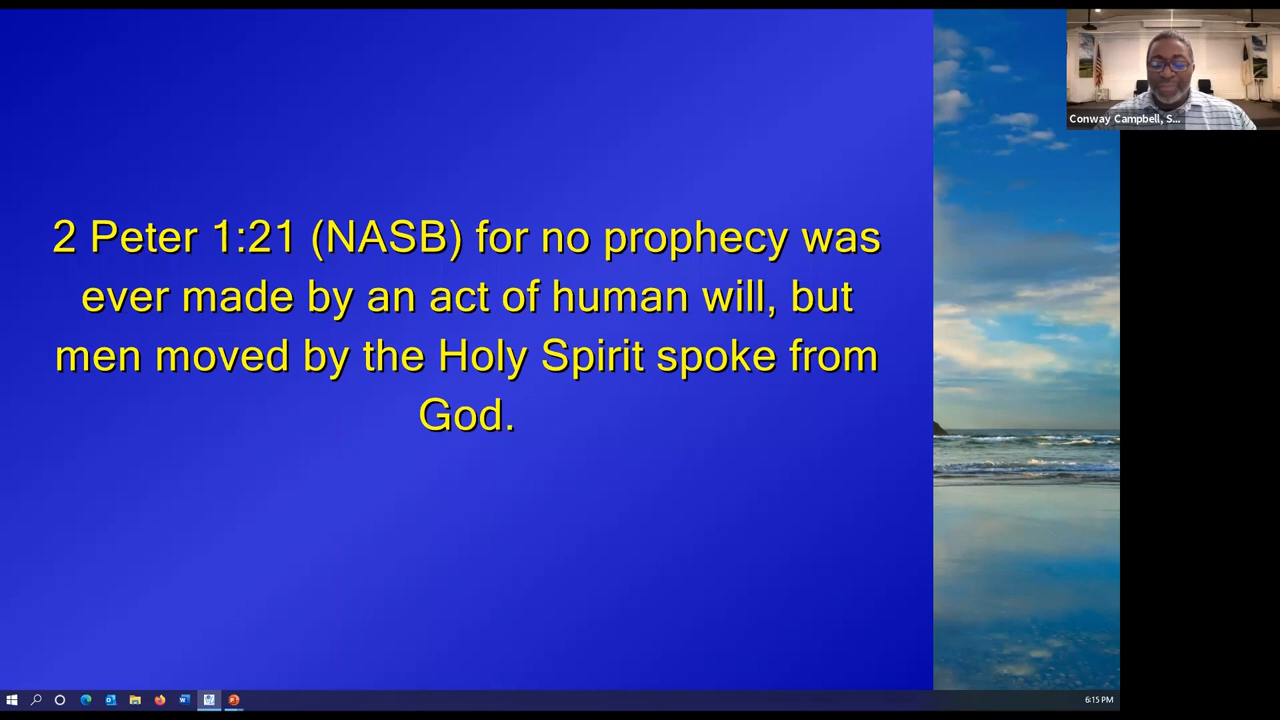 Conway Campbell, S...
2 Peter 1:21 (NASB) for no prophecy was
ever made by an act of human will, but
men moved by the Holy Spirit spoke from
God.
6:15 PM